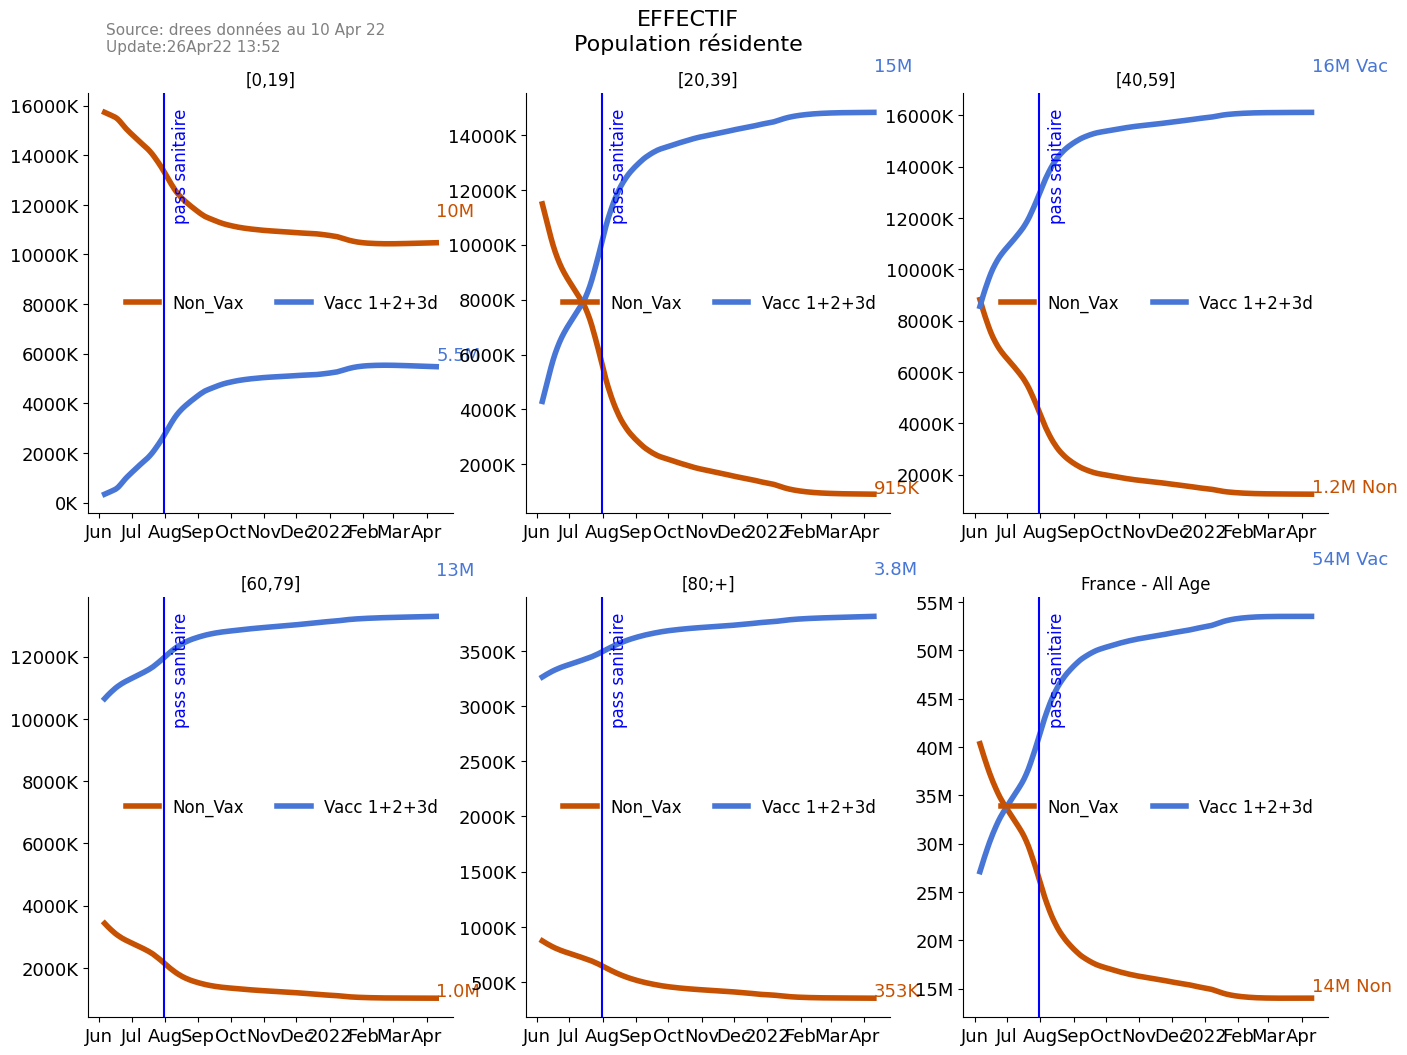 Source: drees données au 10 Apr 22
Update:26Apr22 13:52
EFFECTIF
Population résidente
[0,19]
16000K
14000K
12000K
10000K
8000K
6000K
4000K
2000K
0K
pass sanitaire
10M
5.5M
Non_Vax Vacc 1+2+3d
Jun Jul Aug Sep Oct Nov Dec 2022 Feb Mar Apr
[20,39]
15M
14000K
12000K
10000K
8000K
6000K
4000K
2000K
pass sanitaire
Non_Vax Vacc 1+2+3d
915K
Jun Jul Aug Sep Oct Nov Dec 2022 Feb Mar Apr
[40,59]
16M Vac
16000K
14000K
12000K
10000K
8000K
6000K
4000K
2000K
pass sanitaire
Non_Vax Vacc 1+2+3d
1.2M Non
Jun Jul Aug Sep Oct Nov Dec 2022 Feb Mar Apr
[60,79]
13M
12000K
10000K
8000K
6000K
4000K
2000K
pass sanitaire
Non_Vax Vacc 1+2+3d
1.0M
Jun Jul Aug Sep Oct Nov Dec 2022 Feb Mar Apr
[80;+]
3.8M
3500K
3000K
2500K
2000K
1500K
1000K
500K
pass sanitaire
Non_Vax Vacc 1+2+3d
353K
Jun Jul Aug Sep Oct Nov Dec 2022 Feb Mar Apr
France - All Age
54M Vac
55M
50M
45M
40M
35M
30M
25M
20M
15M
pass sanitaire
Non_Vax Vacc 1+2+3d
14M Non
Jun Jul Aug Sep Oct Nov Dec 2022 Feb Mar Apr